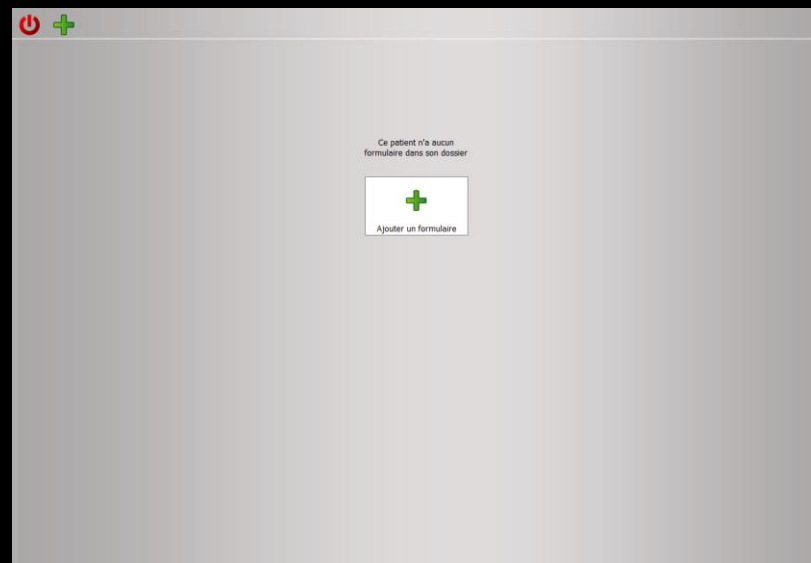 Ce patient n'a aucun
formulaire dans son dossier
Ajouter un formulaire